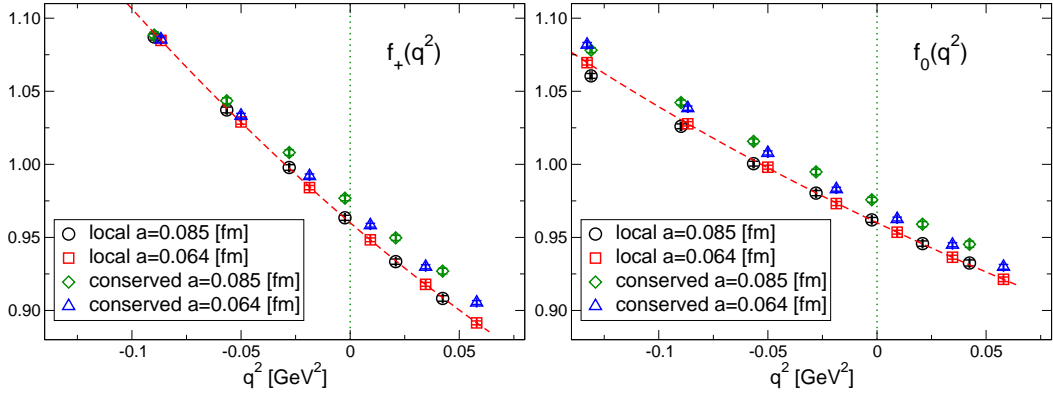 1.10
1.05
1.00
0.95
0.90
f+(q²)
local a=0.085 [fm]
local a=0.064 [fm]
conserved a=0.085 [fm]
conserved a=0.064 [fm]
-0.1
-0.05
0
0.05
q² [GeV²]
1.10
1.05
1.00
0.95
0.90
f₀(q²)
local a=0.085 [fm]
local a=0.064 [fm]
conserved a=0.085 [fm]
conserved a=0.064 [fm]
-0.1
-0.05
0
0.05
q² [GeV²]